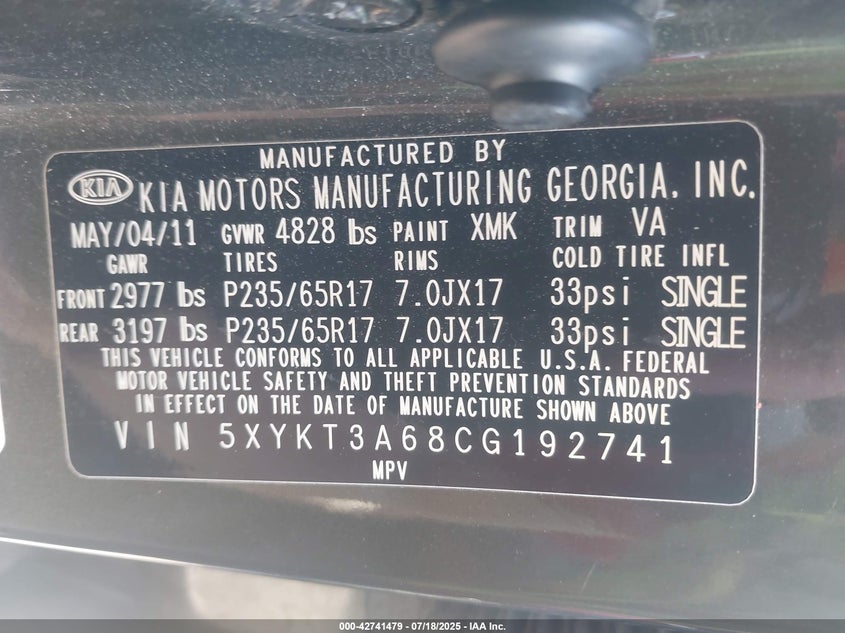 MANUFACTURED BY
KIA KIA MOTORS MANUFACTURING GEORGIA, INC.
MAY/04/11 GVWR 4828 lbs PAINT XMK TRIM VA
GAWR TIRES RIMS COLD TIRE INFL
FRONT 2977 lbs P235/65R17 7.0JX17 33psi SINGLE
REAR 3197 lbs P235/65R17 7.0JX17 33psi SINGLE
THIS VEHICLE CONFORMS TO ALL APPLICABLE U.S.A. FEDERAL
MOTOR VEHICLE SAFETY AND THEFT PREVENTION STANDARDS
IN EFFECT ON THE DATE OF MANUFACTURE SHOWN ABOVE
VIN 5XYKT3A68CG192741
MPV
000-42741479 - 07/18/2025 - IAA Inc.